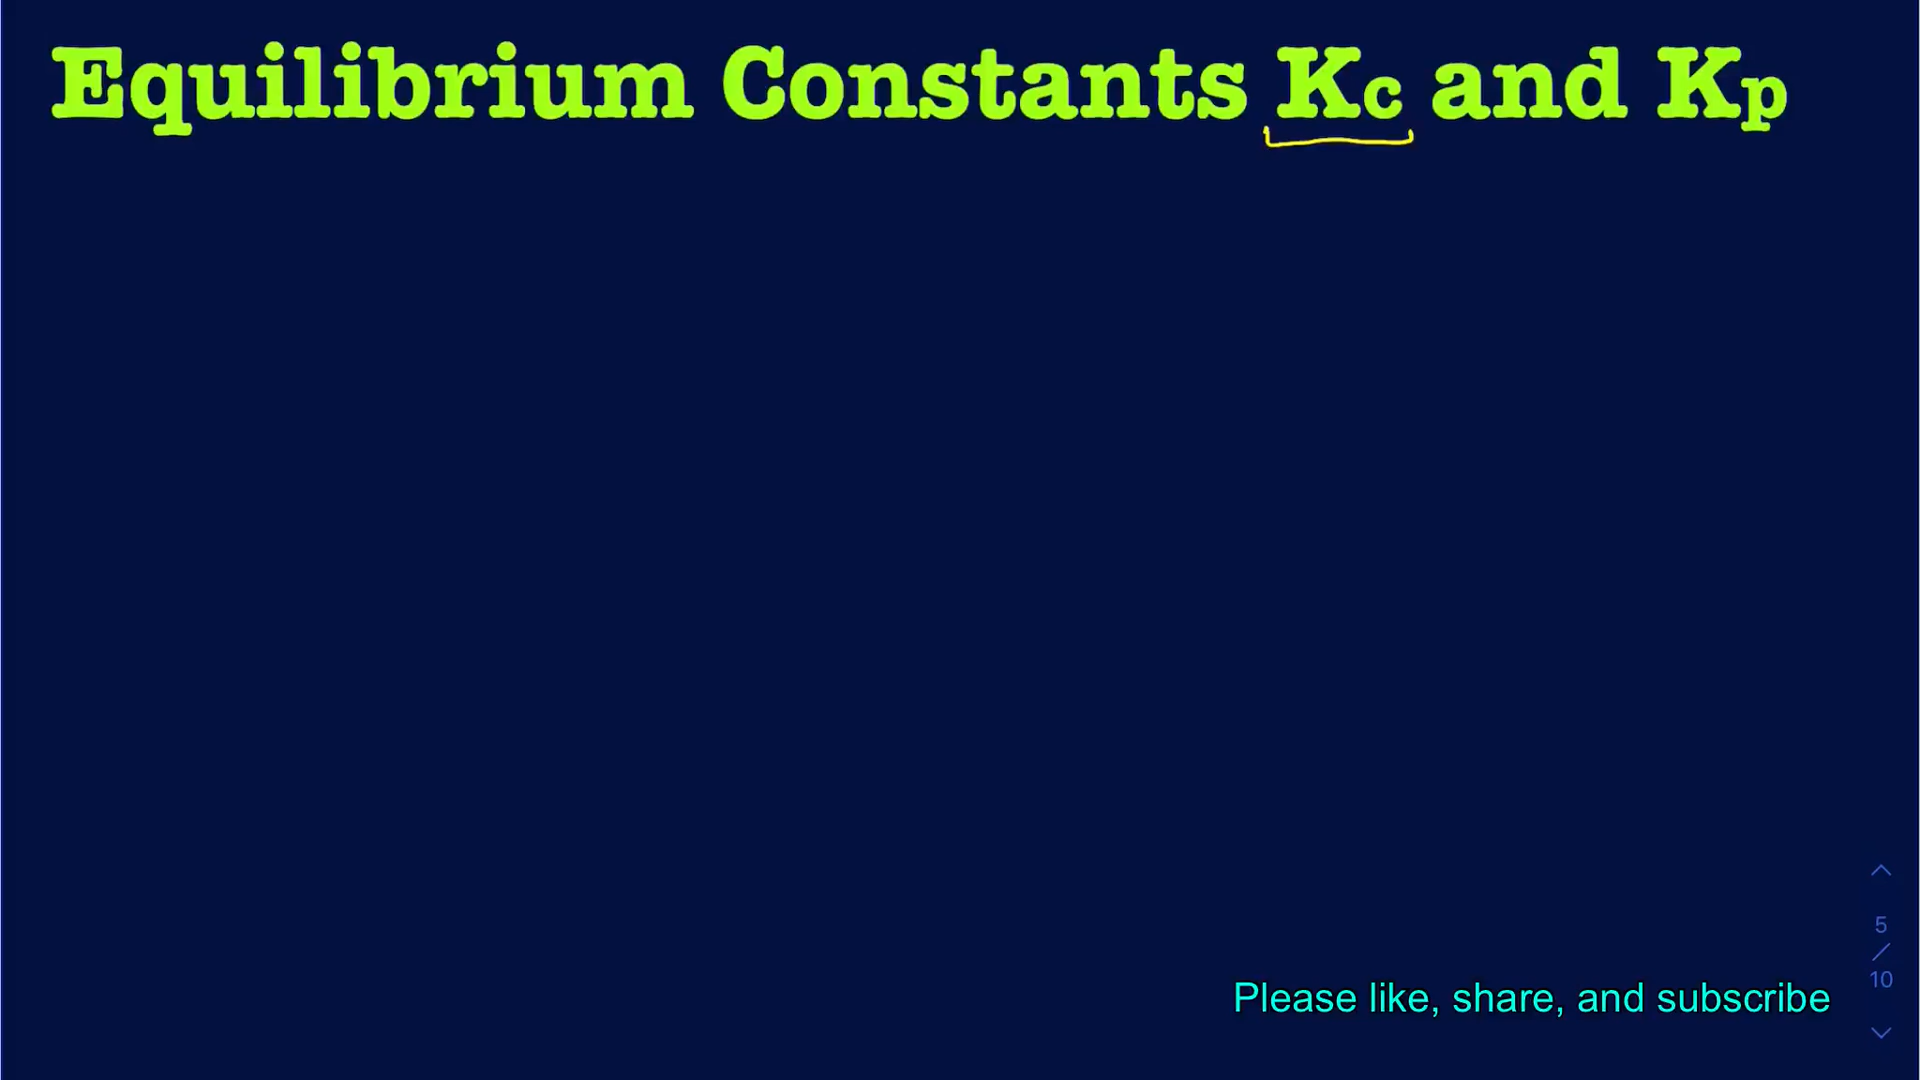 Equilibrium Constants Kc and Kp
5
/
10
Please like, share, and subscribe